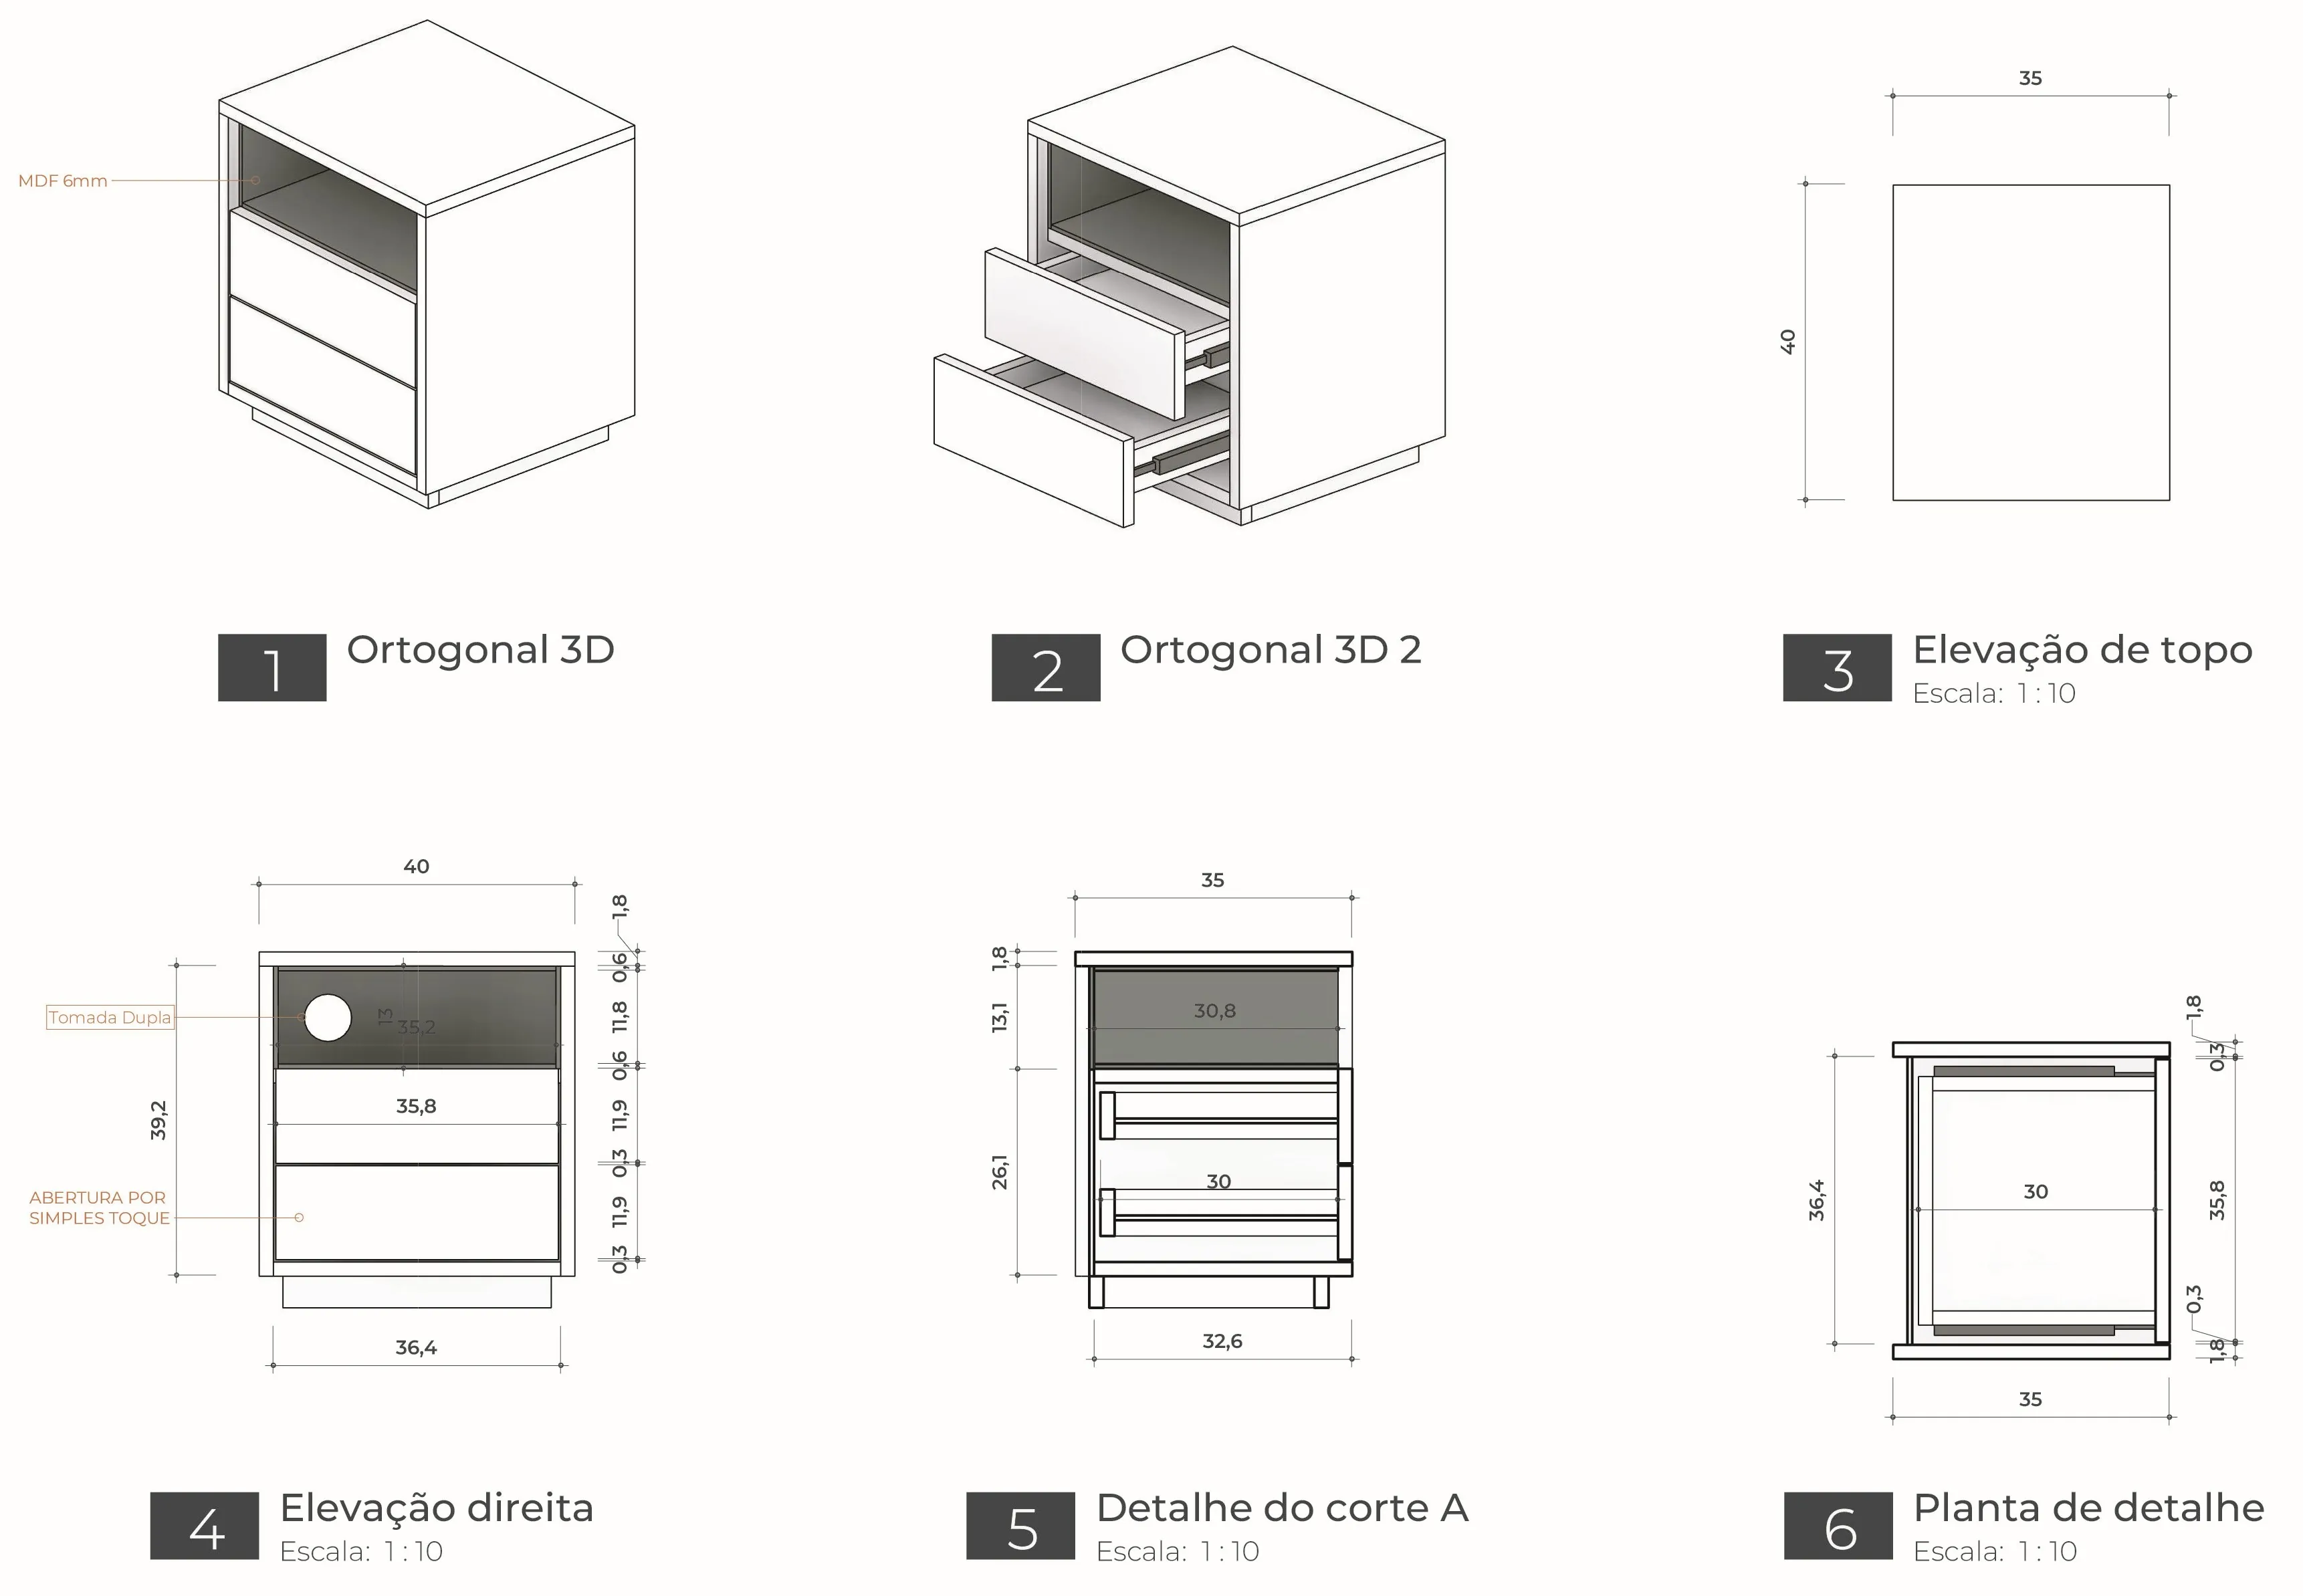 MDF 6mm
35
40
1 Ortogonal 3D
2 Ortogonal 3D 2
3 Elevação de topo
Escala: 1 : 10
40
1,8
0,6
11,8
0,6
11,9
0,3
11,9
0,3
39,2
Tomada Dupla
13
35,2
35,8
ABERTURA POR
SIMPLES TOQUE
36,4
35
1,8
13,1
26,1
30,8
30
32,6
1,8
0,3
36,4
30
35,8
0,3
1,8
35
4 Elevação direita
Escala: 1 : 10
5 Detalhe do corte A
Escala: 1 : 10
6 Planta de detalhe
Escala: 1 : 10